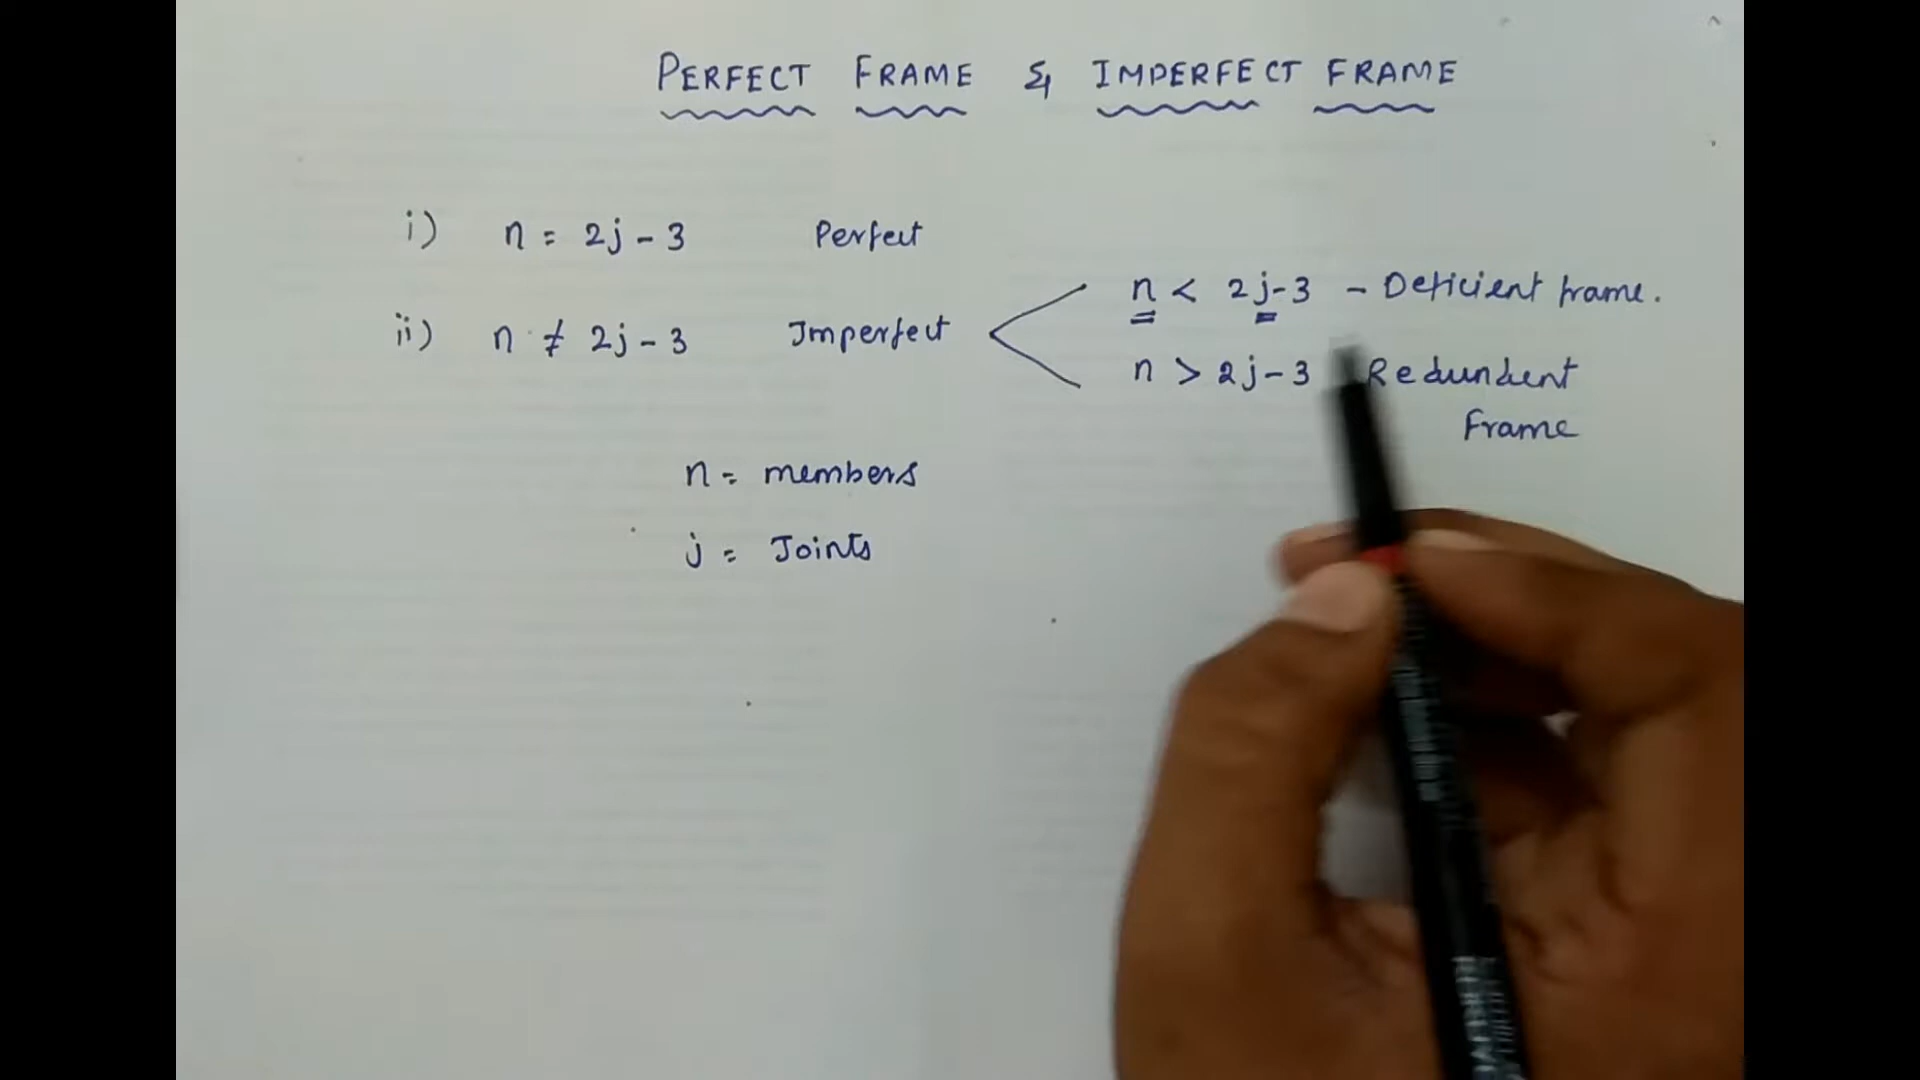 PERFECT FRAME & IMPERFECT FRAME
i) n = 2j - 3 Perfect
n < 2j-3 - Deficient frame.
ii) n ≠ 2j - 3 Imperfect
n > 2j-3 Redundent
Frame
n = members
j = Joints